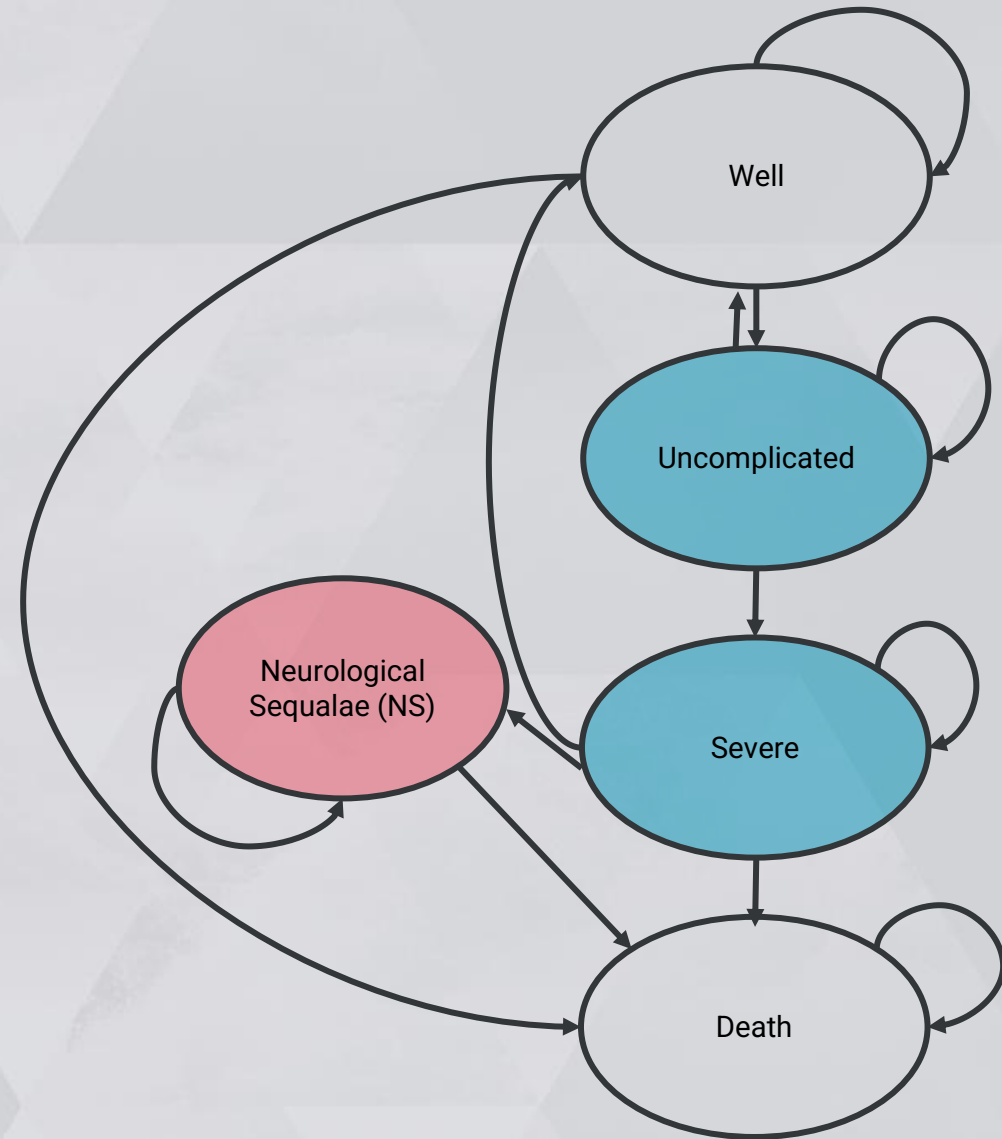 Well
Uncomplicated
Neurological
Sequalae (NS)
Severe
Death